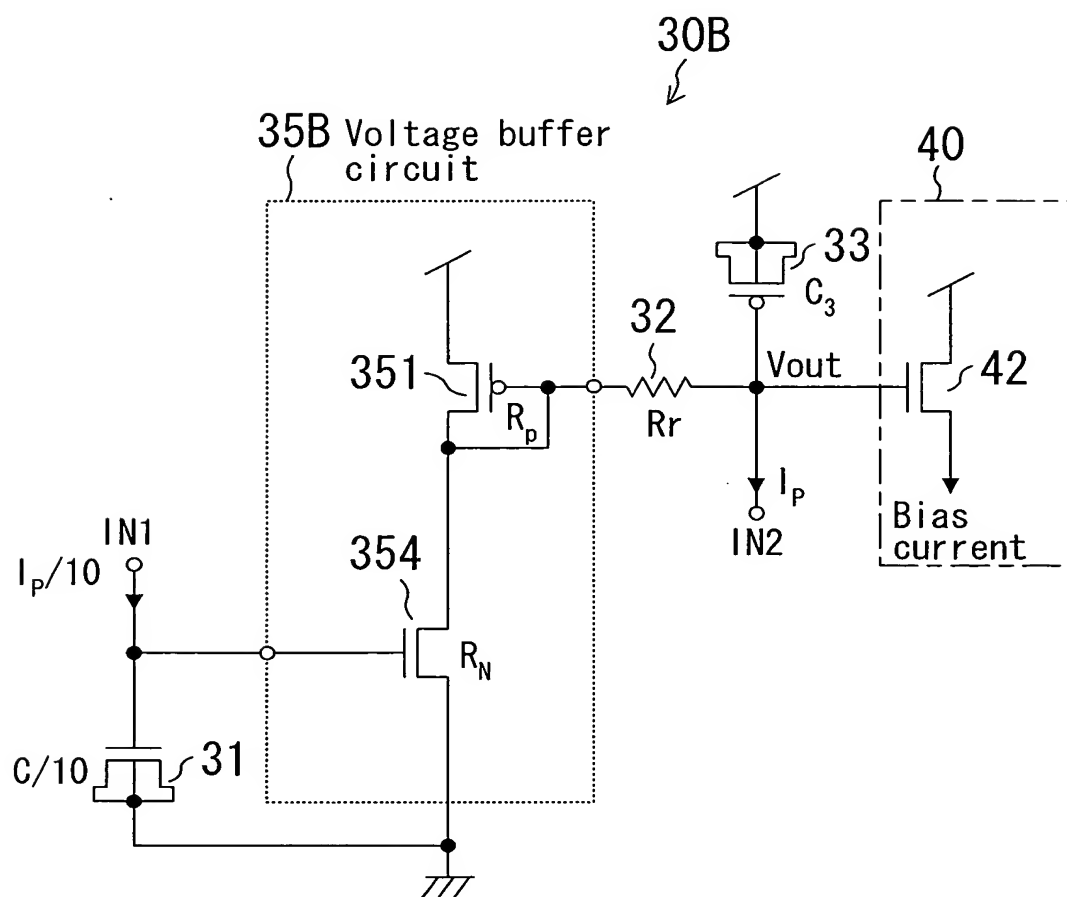 30B
35B Voltage buffer
circuit
40
33
C3
32
351
Vout
42
Rp
Rr
IP
IN1
354
IN2
Bias
current
IP/10
RN
C/10
31